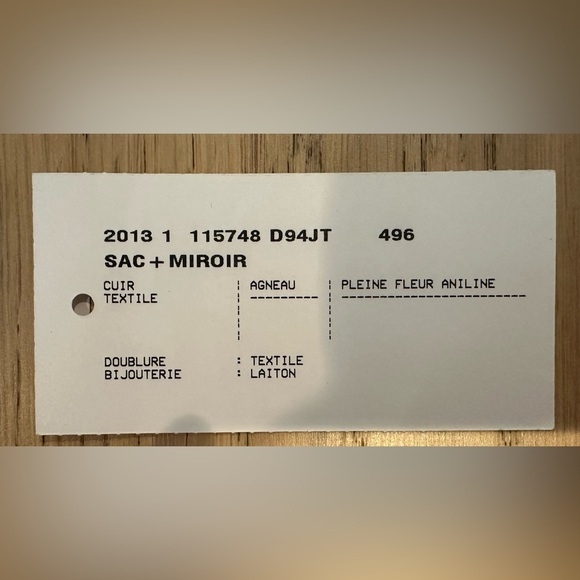 2013 1 115748 D94JT 496
SAC+MIROIR
CUIR ¦ AGNEAU ¦ PLEINE FLEUR ANILINE
TEXTILE ¦ --------- ¦ ------------------------
DOUBLURE : TEXTILE
BIJOUTERIE : LAITON